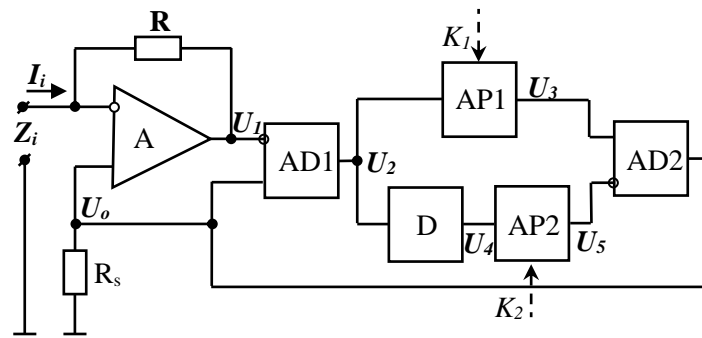 R
K₁
Iᵢ
AP1
U₃
Zᵢ
A
U₁
AD1
U₂
AD2
Uₒ
D
U₄
AP2
U₅
Rₛ
K₂